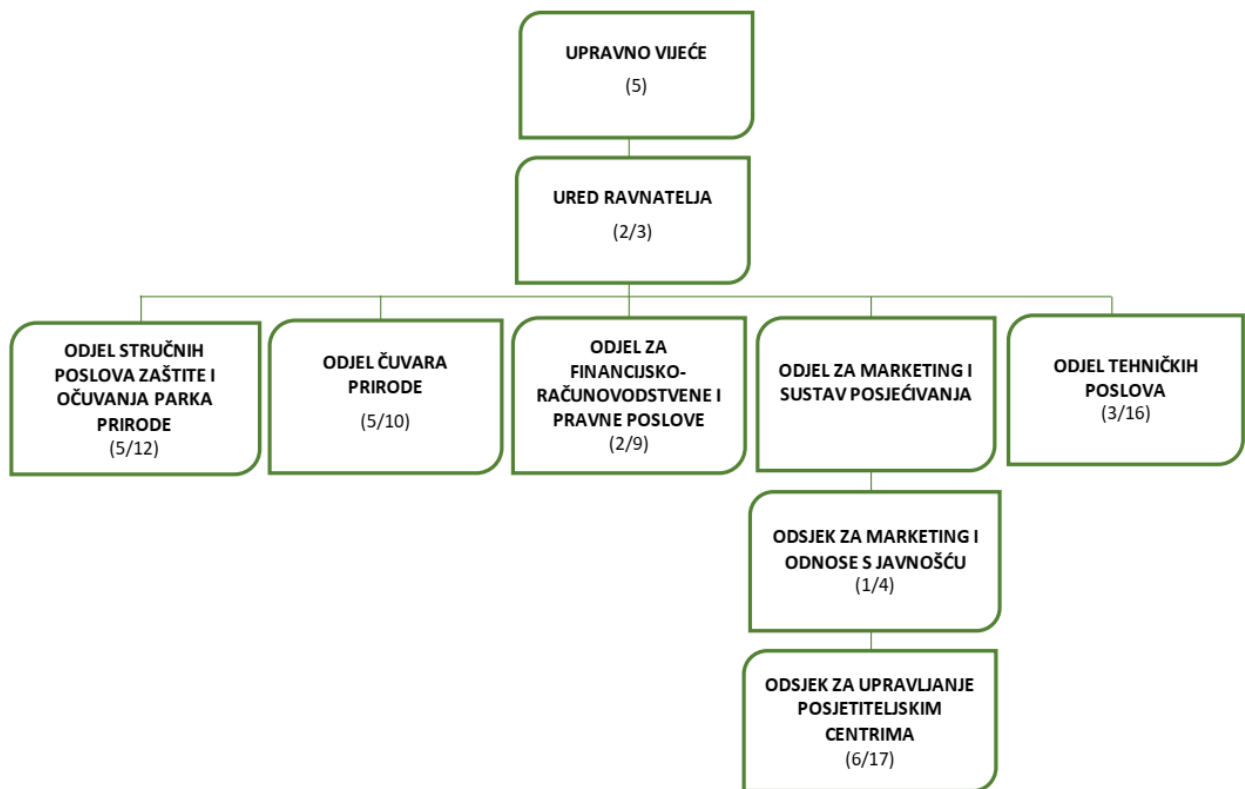 UPRAVNO VIJEĆE
(5)
URED RAVNATELJA
(2/3)
ODJEL STRUČNIH
POSLOVA ZAŠTITE I
OČUVANJA PARKA
PRIRODE
(5/12)
ODJEL ČUVARA
PRIRODE
(5/10)
ODJEL ZA
FINANCIJSKO-
RAČUNOVODSTVENE I
PRAVNE POSLOVE
(2/9)
ODJEL ZA MARKETING I
SUSTAV POSJEĆIVANJA
ODJEL TEHNIČKIH
POSLOVA
(3/16)
ODSJEK ZA MARKETING I
ODNOSE S JAVNOŠĆU
(1/4)
ODSJEK ZA UPRAVLJANJE
POSJETITELJSKIM
CENTRIMA
(6/17)